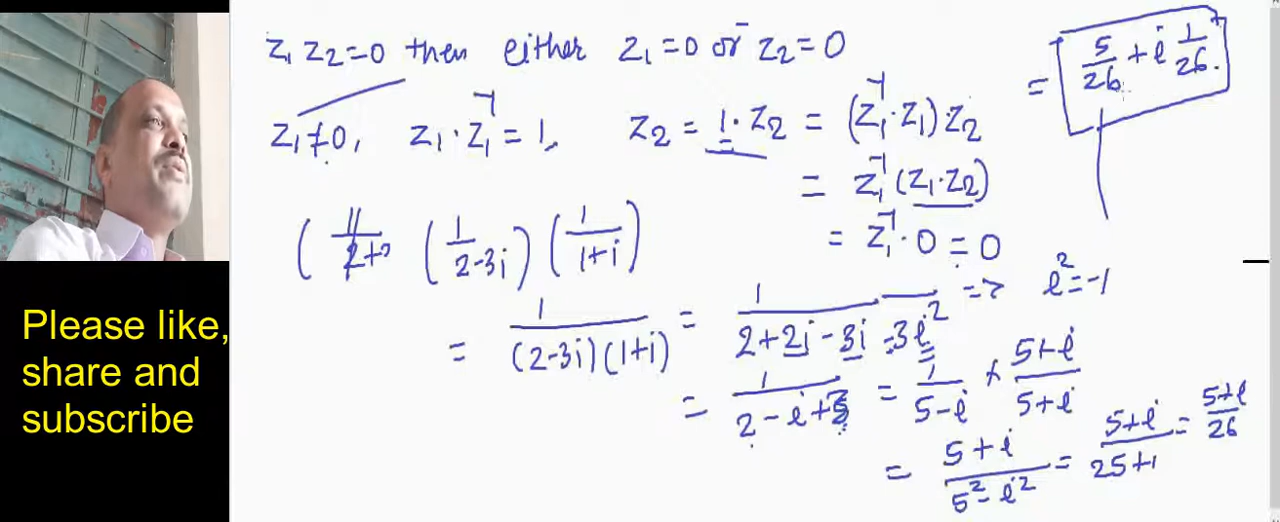 z₁ z₂ = 0 then either z₁ = 0 or z₂ = 0
z₁ ≠ 0, z₁ · z₁⁻¹ = 1, z₂ = 1 · z₂ = (z₁⁻¹ · z₁) · z₂
= z₁⁻¹ (z₁ · z₂)
= z₁⁻¹ · 0 = 0
= 5/26 + i 1/26.
( 1/(2-3i) ) ( 1/(1+i) )
= 1/((2-3i)(1+i)) = 1/(2+2i-3i-3i²) => i² = -1
= 1/(2-i+3) = 1/(5-i) × (5+i)/(5+i)
= (5+i)/(5²-i²) = (5+i)/(25+1) = (5+i)/26
Please like,
share and
subscribe